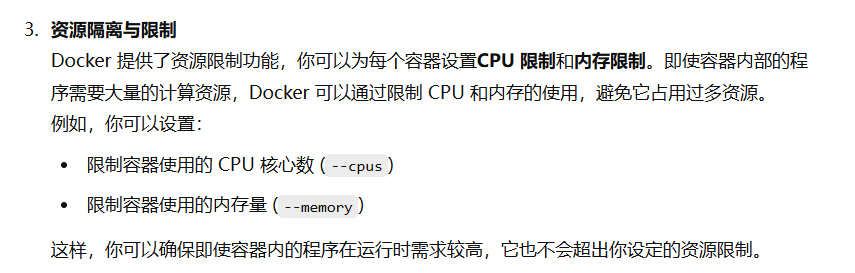 3. 资源隔离与限制
Docker 提供了资源限制功能，你可以为每个容器设置CPU 限制和内存限制。即使容器内部的程
序需要大量的计算资源，Docker 可以通过限制 CPU 和内存的使用，避免它占用过多资源。
例如，你可以设置：
• 限制容器使用的 CPU 核心数 (--cpus)
• 限制容器使用的内存量 (--memory)
这样，你可以确保即使容器内的程序在运行时需求较高，它也不会超出你设定的资源限制。